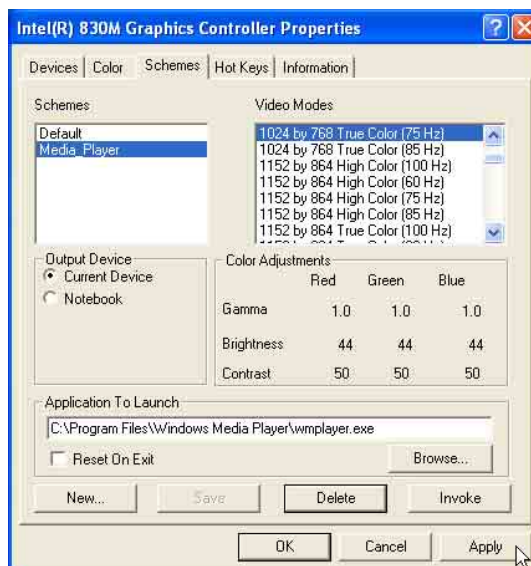 Intel(R) 830M Graphics Controller Properties
Devices Color Schemes Hot Keys Information
Schemes
Default
Media_Player
Video Modes
1024 by 768 True Color (75 Hz)
1024 by 768 True Color (85 Hz)
1152 by 864 High Color (100 Hz)
1152 by 864 High Color (60 Hz)
1152 by 864 High Color (75 Hz)
1152 by 864 High Color (85 Hz)
1152 by 864 True Color (100 Hz)
Output Device
Current Device
Notebook
Color Adjustments
Red Green Blue
Gamma 1.0 1.0 1.0
Brightness 44 44 44
Contrast 50 50 50
Application To Launch
C:\Program Files\Windows Media Player\wmplayer.exe
Reset On Exit
Browse...
New... Save Delete Invoke
OK Cancel Apply